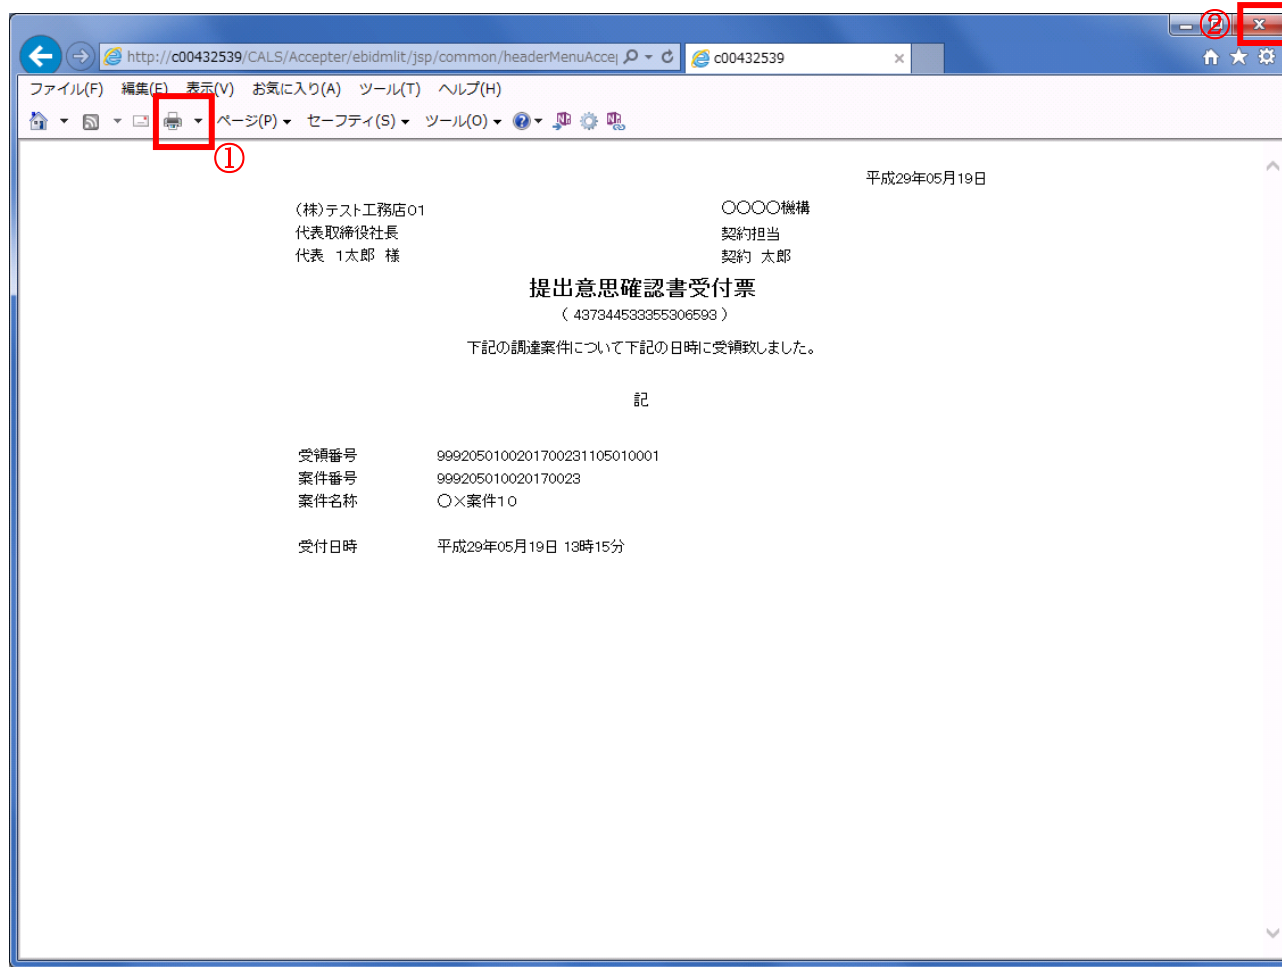 ②
http://c00432539/CALS/Accepter/ebidmlit/jsp/common/headerMenuAccej
c00432539
ファイル(F) 編集(E) 表示(V) お気に入り(A) ツール(T) ヘルプ(H)
ページ(P) セーフティ(S) ツール(O)
①
平成29年05月19日
(株)テスト工務店01 〇〇〇〇機構
代表取締役社長 契約担当
代表 1太郎 様 契約 太郎
提出意思確認書受付票
( 437344533355306593 )
下記の調達案件について下記の日時に受領致しました。
記
受領番号 9992050100201700231105010001
案件番号 999205010020170023
案件名称 〇×案件10
受付日時 平成29年05月19日 13時15分